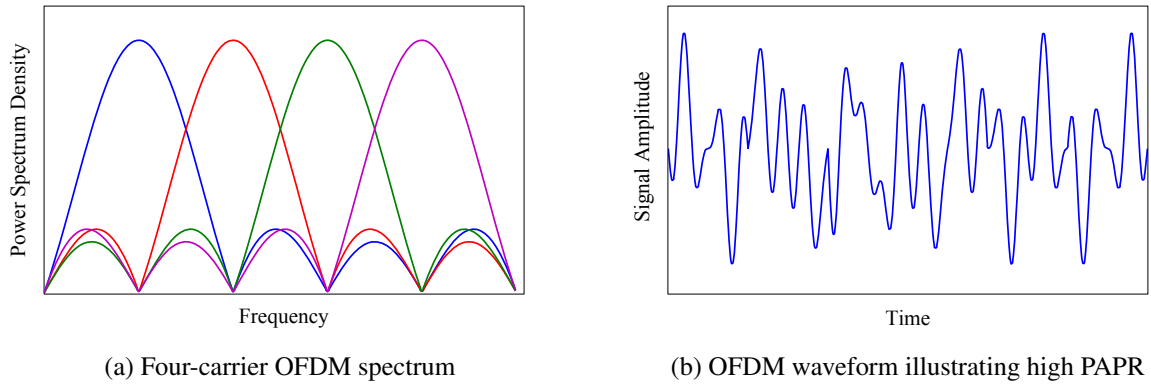 Power Spectrum Density
Frequency
(a) Four-carrier OFDM spectrum
Signal Amplitude
Time
(b) OFDM waveform illustrating high PAPR